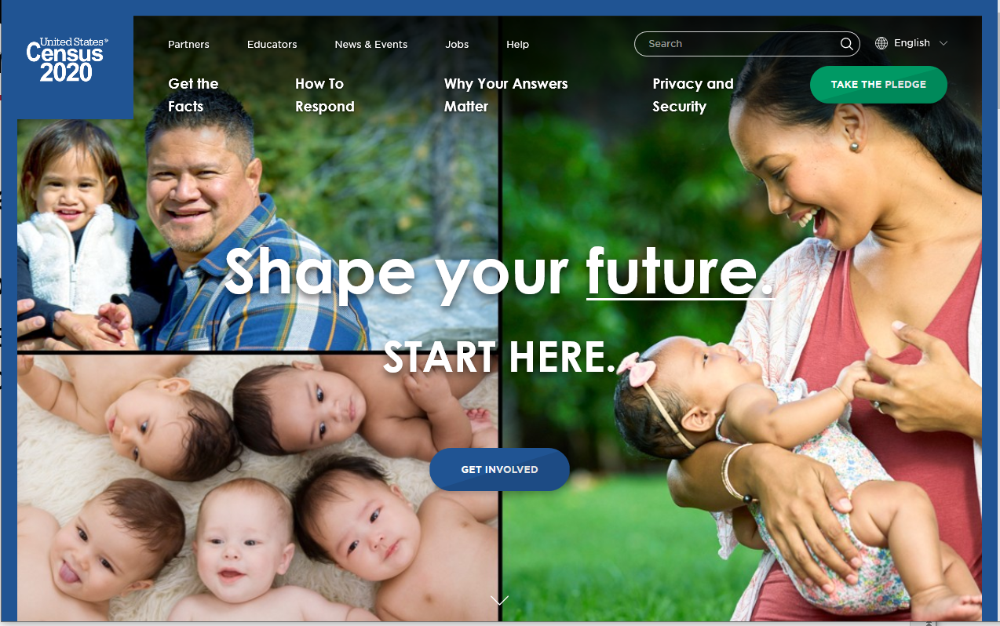 United States®
Census
2020
Partners
Educators
News & Events
Jobs
Help
Search
English
Get the
Facts
How To
Respond
Why Your Answers
Matter
Privacy and
Security
TAKE THE PLEDGE
Shape your future.
START HERE.
GET INVOLVED